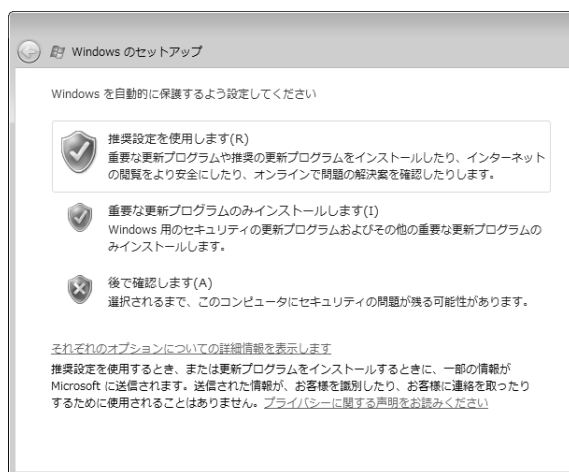 Windows のセットアップ
Windows を自動的に保護するよう設定してください
推奨設定を使用します(R)
重要な更新プログラムや推奨の更新プログラムをインストールしたり、インターネット
の閲覧をより安全にしたり、オンラインで問題の解決案を確認したりします。
重要な更新プログラムのみインストールします(I)
Windows 用のセキュリティの更新プログラムおよびその他の重要な更新プログラムの
みインストールします。
後で確認します(A)
選択されるまで、このコンピュータにセキュリティの問題が残る可能性があります。
それぞれのオプションについての詳細情報を表示します
推奨設定を使用するとき、または更新プログラムをインストールするときに、一部の情報が
Microsoft に送信されます。送信された情報が、お客様を識別したり、お客様に連絡を取ったり
するために使用されることはありません。プライバシーに関する声明をお読みください